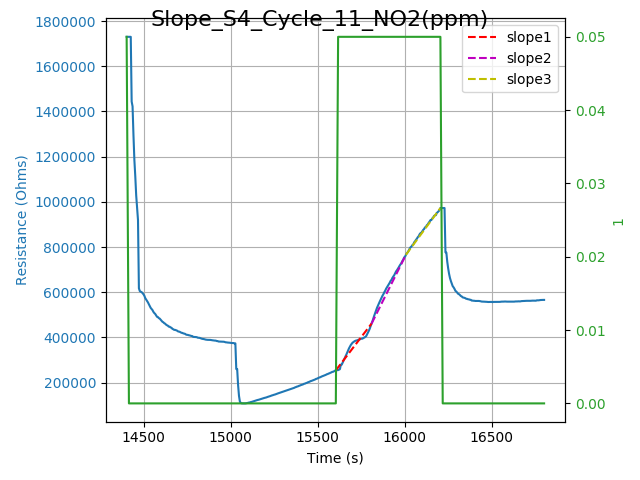 Slope_S4_Cycle_11_NO2(ppm)
slope1
slope2
slope3
1800000
1600000
1400000
1200000
1000000
800000
600000
400000
200000
Resistance (Ohms)
0.05
0.04
0.03
0.02
0.01
0.00
1
14500 15000 15500 16000 16500
Time (s)